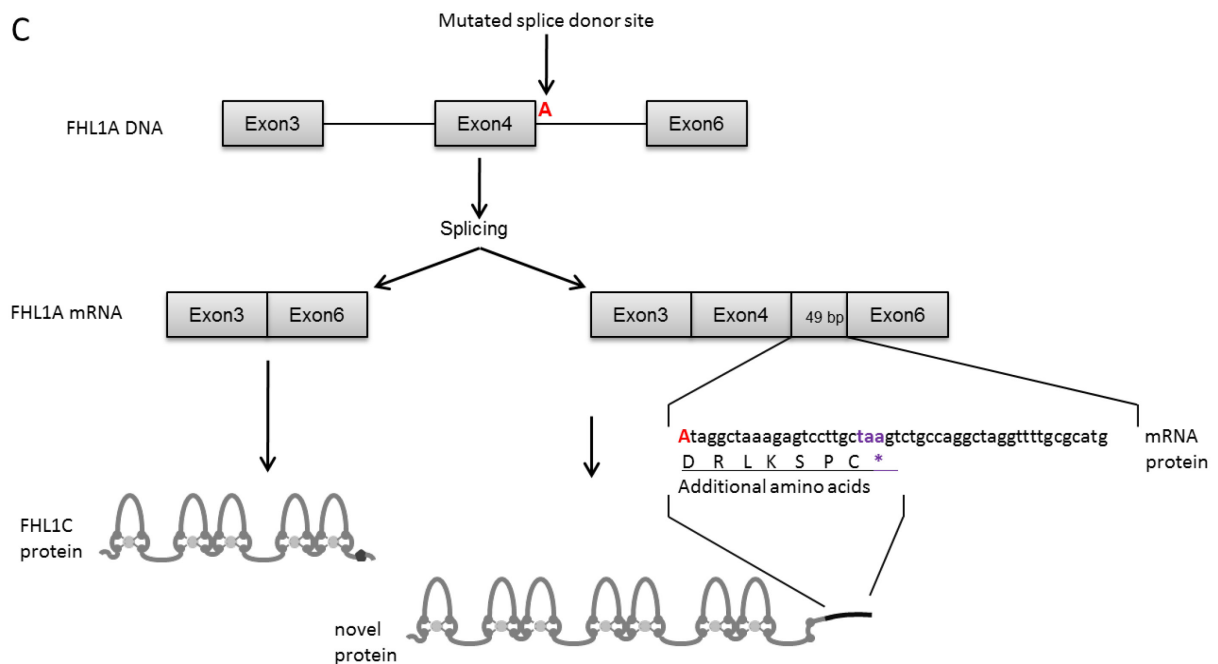 C
Mutated splice donor site
A
FHL1A DNA
Exon3
Exon4
Exon6
Splicing
FHL1A mRNA
Exon3
Exon6
Exon3
Exon4
49 bp
Exon6
Ataggctaaagagtccttgctaagtctgccaggctaggttttgcgcatg
mRNA
D R L K S P C *
protein
Additional amino acids
FHL1C
protein
novel
protein